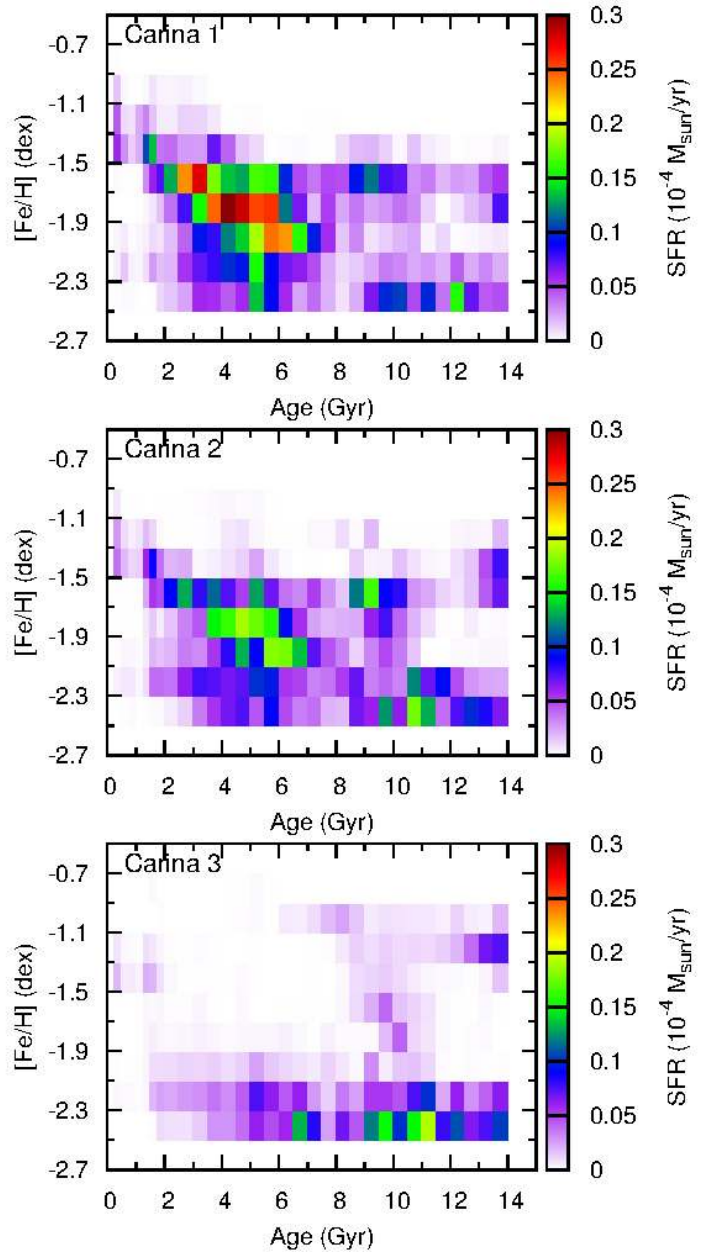 Carina 1
-0.7
-1.1
-1.5
-1.9
-2.3
-2.7
[Fe/H] (dex)
0 2 4 6 8 10 12 14
Age (Gyr)
0.3
0.25
0.2
0.15
0.1
0.05
0
SFR (10-4 Msun/yr)
Carina 2
-0.7
-1.1
-1.5
-1.9
-2.3
-2.7
[Fe/H] (dex)
0 2 4 6 8 10 12 14
Age (Gyr)
0.3
0.25
0.2
0.15
0.1
0.05
0
SFR (10-4 Msun/yr)
Carina 3
-0.7
-1.1
-1.5
-1.9
-2.3
-2.7
[Fe/H] (dex)
0 2 4 6 8 10 12 14
Age (Gyr)
0.3
0.25
0.2
0.15
0.1
0.05
0
SFR (10-4 Msun/yr)